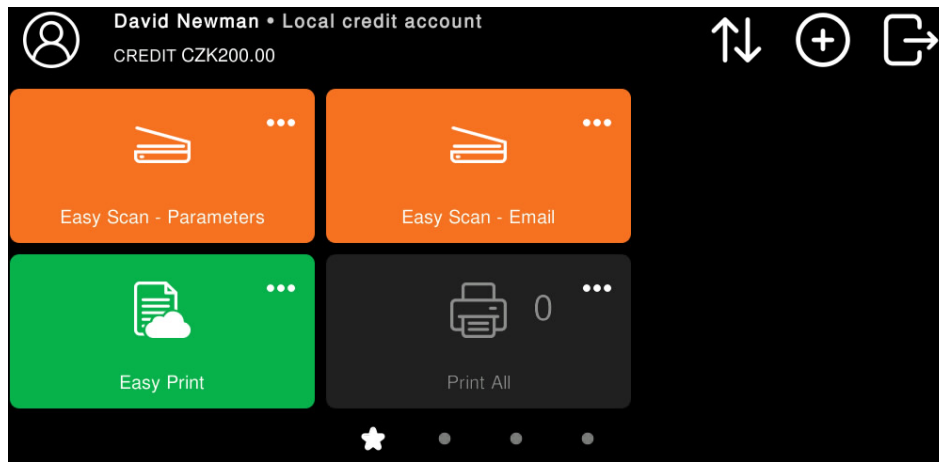 David Newman • Local credit account
CREDIT CZK200.00
Easy Scan - Parameters
Easy Scan - Email
Easy Print
0
Print All